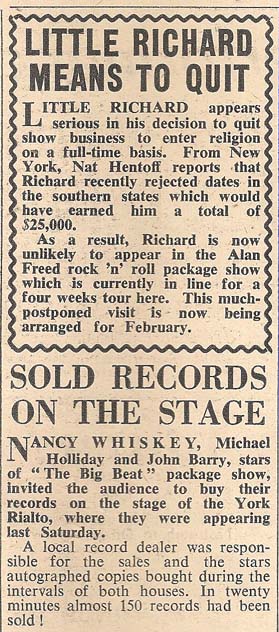 LITTLE RICHARD
MEANS TO QUIT
LITTLE RICHARD appears
serious in his decision to quit
show business to enter religion
on a full-time basis. From New
York, Nat Hentoff reports that
Richard recently rejected dates in
the southern states which would
have earned him a total of
$25,000.
As a result, Richard is now
unlikely to appear in the Alan
Freed rock 'n' roll package show
which is currently in line for a
four weeks tour here. This much-
postponed visit is now being
arranged for February.
SOLD RECORDS
ON THE STAGE
NANCY WHISKEY, Michael
Holliday and John Barry, stars
of "The Big Beat" package show,
invited the audience to buy their
records on the stage of the York
Rialto, where they were appearing
last Saturday.
A local record dealer was respon-
sible for the sales and the stars
autographed copies bought during the
intervals of both houses. In twenty
minutes almost 150 records had been
sold !